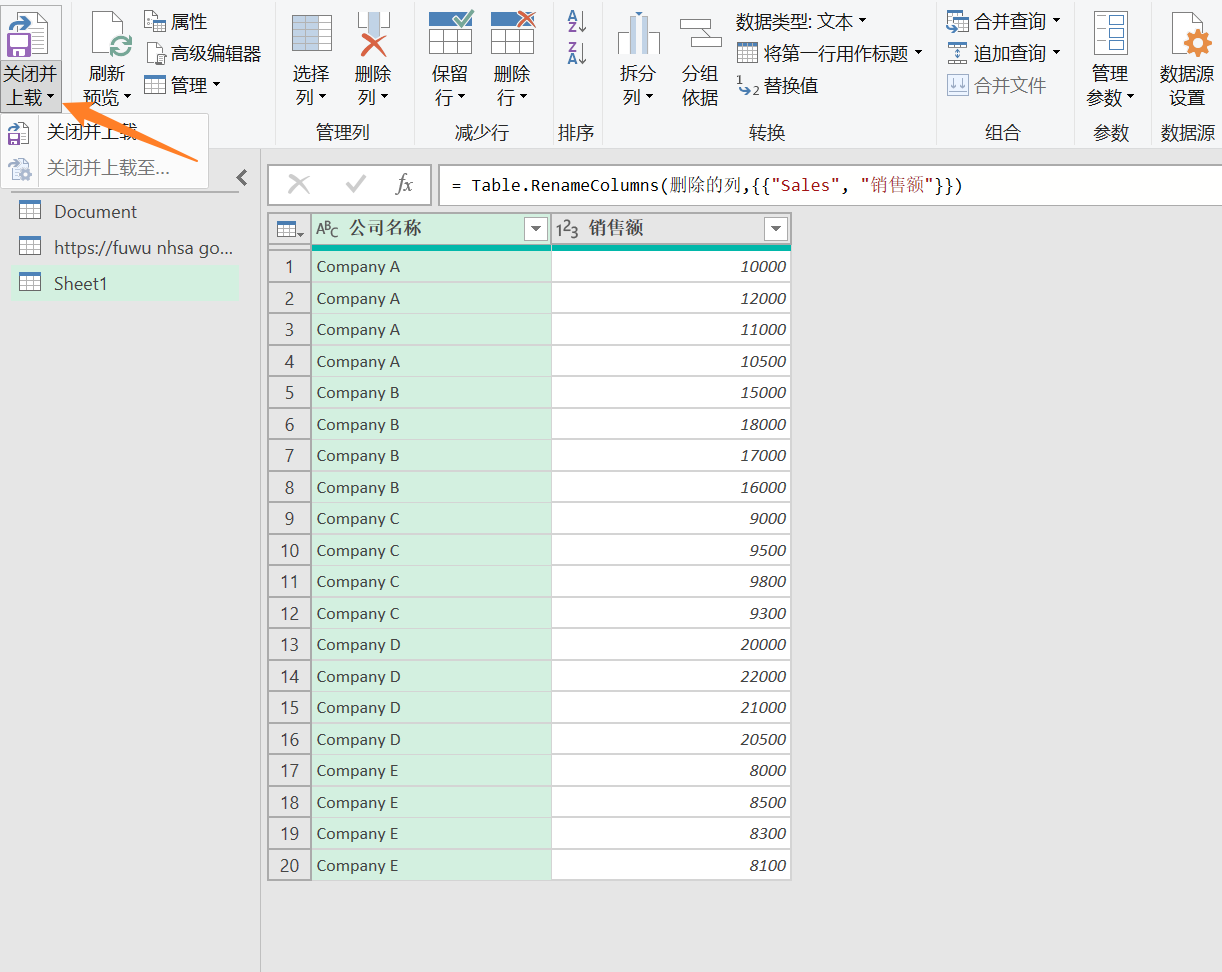 关闭并
上载
刷新
预览
属性
高级编辑器
管理
选择
列
删除
列
管理列
保留
行
删除
行
减少行
A
Z
Z
A
排序
拆分
列
分组
依据
数据类型: 文本
将第一行用作标题
1
2 替换值
转换
合并查询
追加查询
合并文件
组合
管理
参数
参数
数据源
设置
数据源
关闭并上载
关闭并上载至...
Document
https://fuwu nhsa go...
Sheet1
fx
= Table.RenameColumns(删除的列,{{"Sales", "销售额"}})
ABC 公司名称 123 销售额
1 Company A 10000
2 Company A 12000
3 Company A 11000
4 Company A 10500
5 Company B 15000
6 Company B 18000
7 Company B 17000
8 Company B 16000
9 Company C 9000
10 Company C 9500
11 Company C 9800
12 Company C 9300
13 Company D 20000
14 Company D 22000
15 Company D 21000
16 Company D 20500
17 Company E 8000
18 Company E 8500
19 Company E 8300
20 Company E 8100